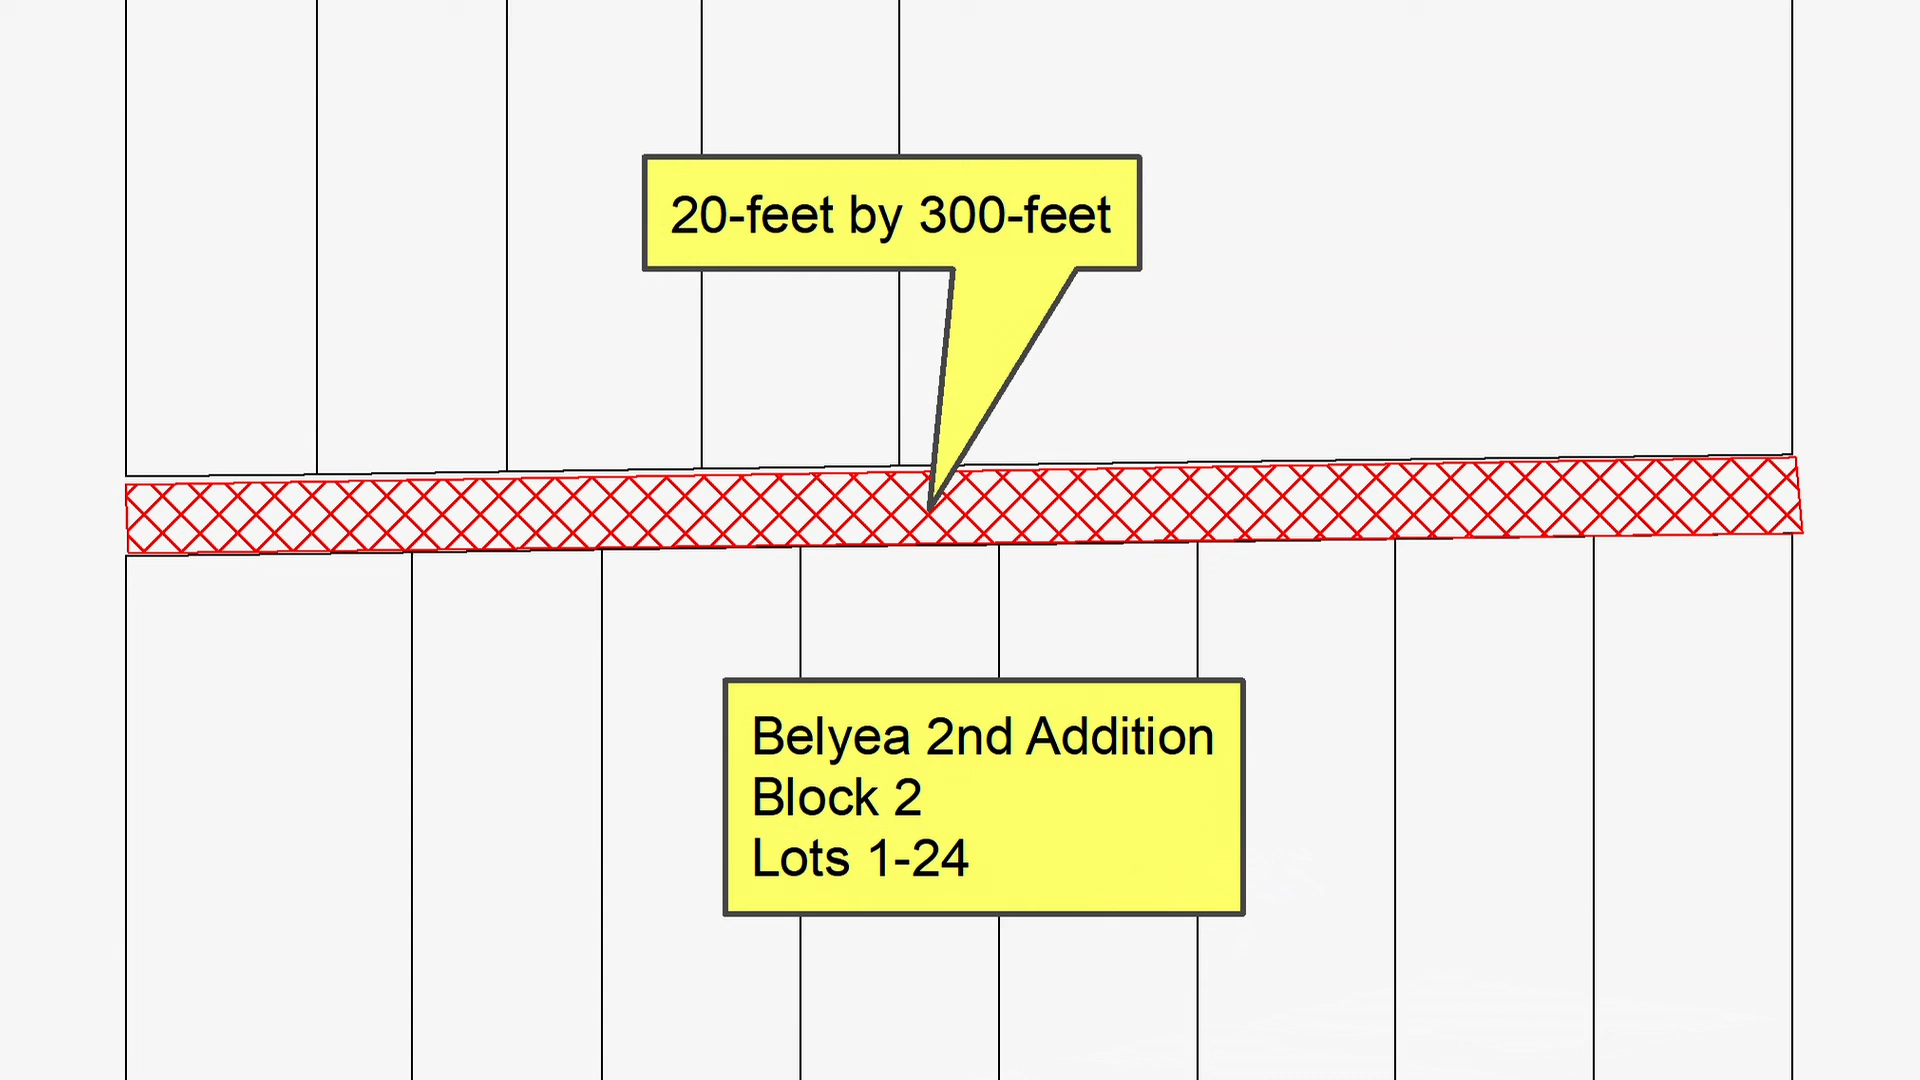 20-feet by 300-feet
Belyea 2nd Addition
Block 2
Lots 1-24